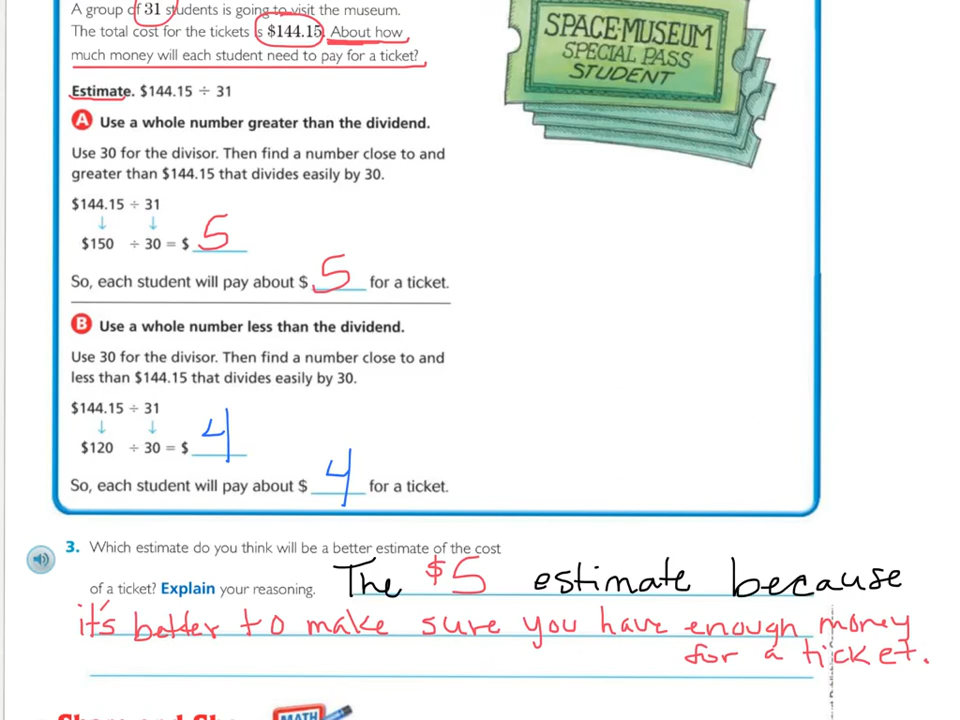 A group of 31 students is going to visit the museum.
The total cost for the tickets is $144.15. About how
much money will each student need to pay for a ticket?
SPACE-MUSEUM
SPECIAL PASS
STUDENT
Estimate. $144.15 ÷ 31
A Use a whole number greater than the dividend.
Use 30 for the divisor. Then find a number close to and
greater than $144.15 that divides easily by 30.
$144.15 ÷ 31
↓ ↓
$150 ÷ 30 = $ 5
So, each student will pay about $ 5 for a ticket.
B Use a whole number less than the dividend.
Use 30 for the divisor. Then find a number close to and
less than $144.15 that divides easily by 30.
$144.15 ÷ 31
↓ ↓
$120 ÷ 30 = $ 4
So, each student will pay about $ 4 for a ticket.
3. Which estimate do you think will be a better estimate of the cost
of a ticket? Explain your reasoning. The $5 estimate because
it's better to make sure you have enough money
for a ticket.
MATH